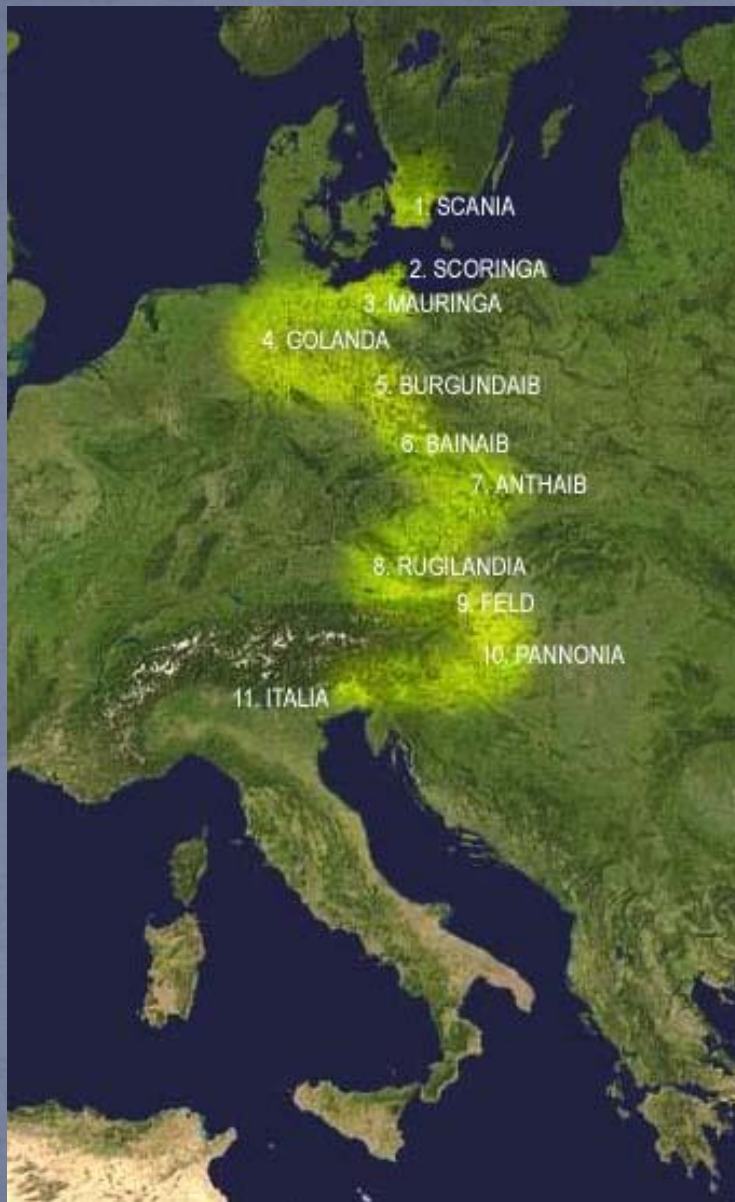 1. SCANIA
2. SCORINGA
3. MAURINGA
4. GOLANDA
5. BURGUNDAIB
6. BAINAIB
7. ANTHAIB
8. RUGILANDIA
9. FELD
10. PANNONIA
11. ITALIA